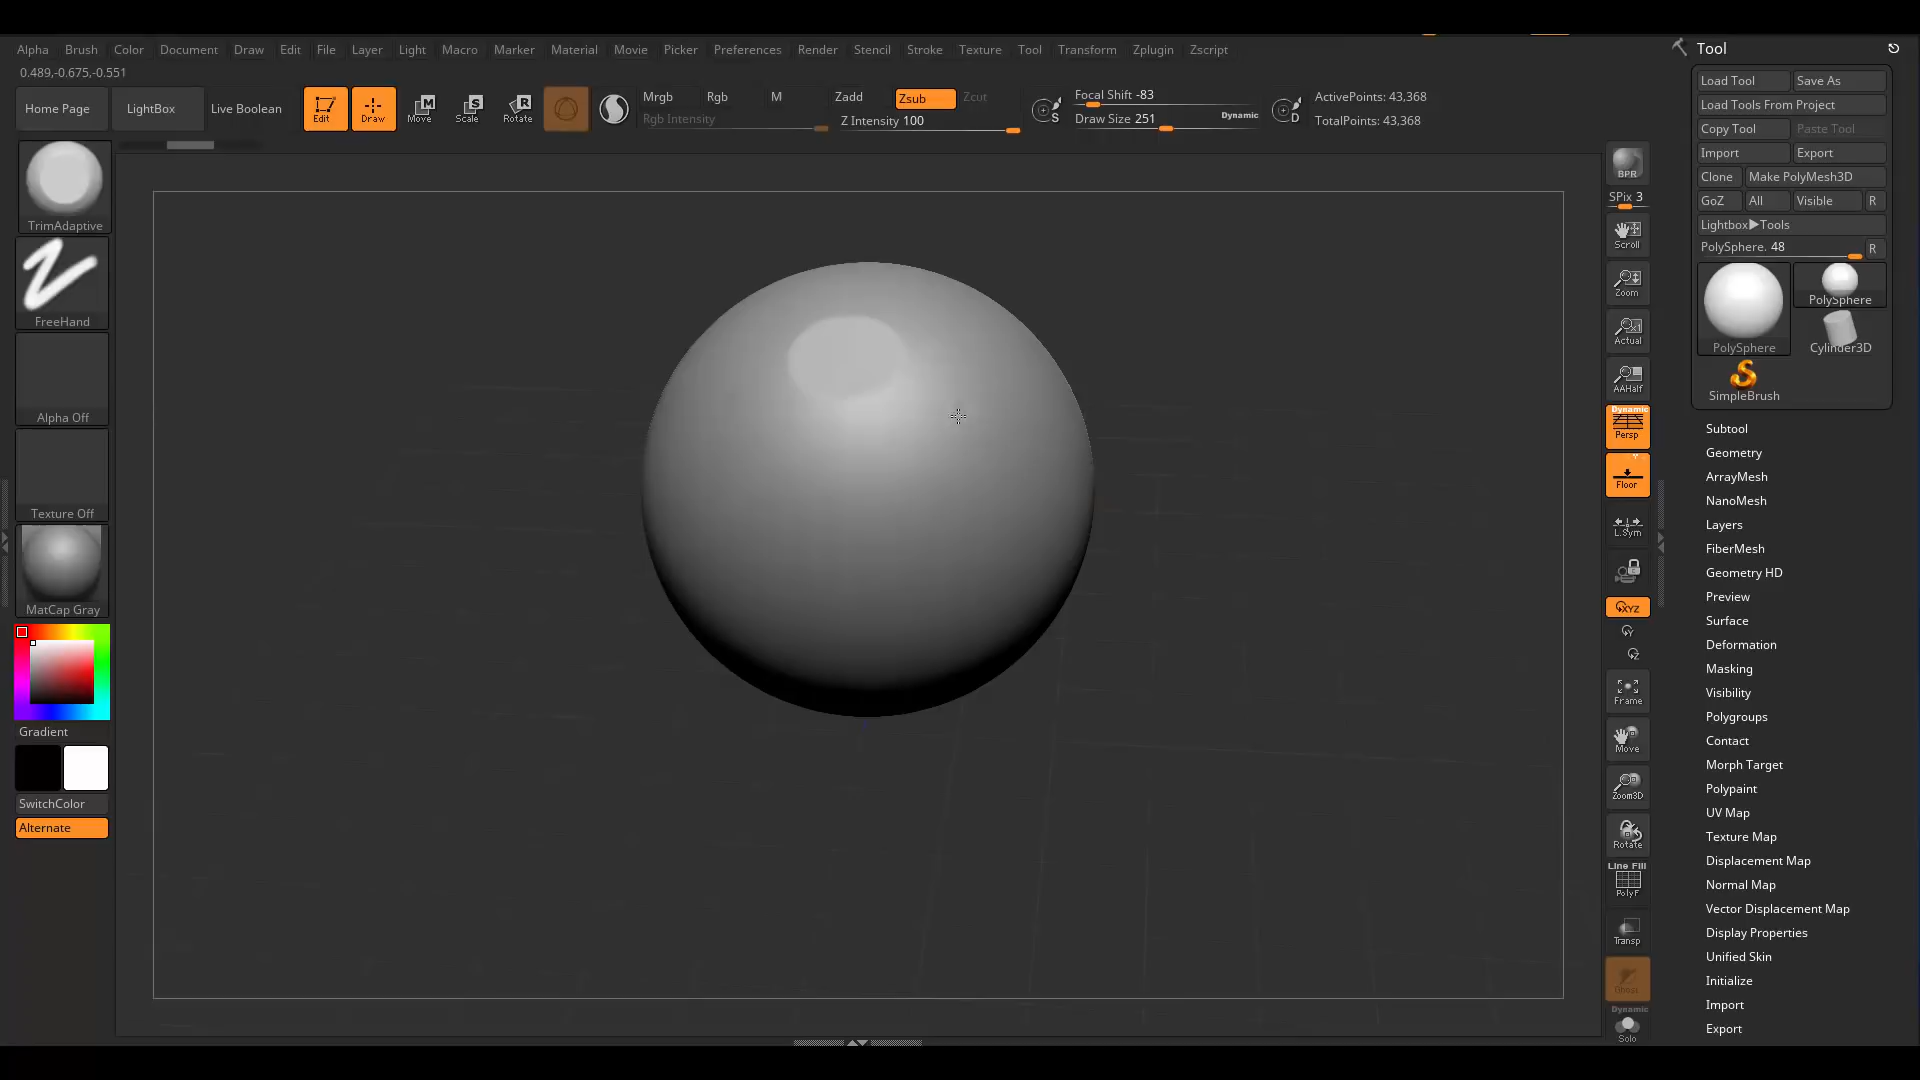 Alpha Brush Color Document Draw Edit File Layer Light Macro Marker Material Movie Picker Preferences Render Stencil Stroke Texture Tool Transform Zplugin Zscript
0.489,-0.675,-0.551
Home Page
LightBox
Live Boolean
Edit
Draw
M
Move
S
Scale
R
Rotate
Mrgb Rgb M
Rgb Intensity
Zadd Zsub Zcut
Z Intensity 100
S
Focal Shift -83
Draw Size 251
Dynamic
D
ActivePoints: 43,368
TotalPoints: 43,368
TrimAdaptive
FreeHand
Alpha Off
Texture Off
MatCap Gray
Gradient
SwitchColor
Alternate
BPR
SPix 3
Scroll
Zoom
Actual
AAHalf
Dynamic
Persp
Floor
L.Sym
XYZ
Y
Z
Frame
Move
Zoom3D
Rotate
Line Fill
PolyF
Transp
Ghost
Dynamic
Solo
Tool
Load Tool Save As
Load Tools From Project
Copy Tool Paste Tool
Import Export
Clone Make PolyMesh3D
GoZ All Visible R
Lightbox▶Tools
PolySphere. 48 R
PolySphere
PolySphere
Cylinder3D
SimpleBrush
Subtool
Geometry
ArrayMesh
NanoMesh
Layers
FiberMesh
Geometry HD
Preview
Surface
Deformation
Masking
Visibility
Polygroups
Contact
Morph Target
Polypaint
UV Map
Texture Map
Displacement Map
Normal Map
Vector Displacement Map
Display Properties
Unified Skin
Initialize
Import
Export